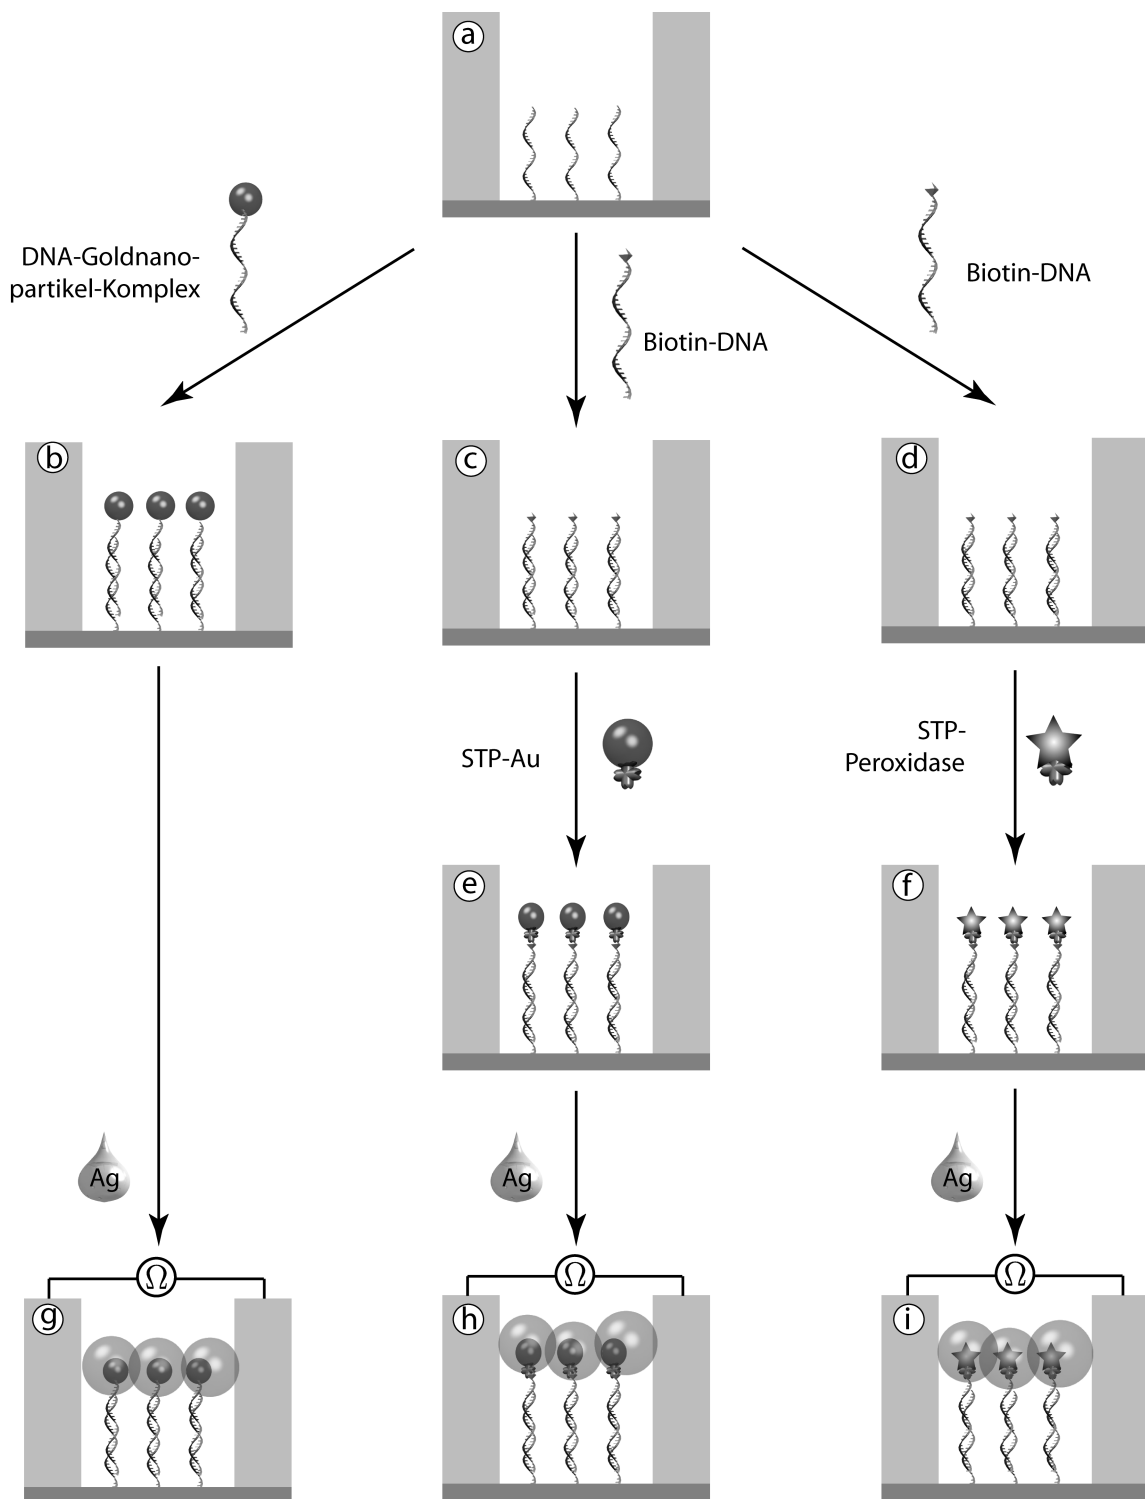 a
DNA-Goldnano-
partikel-Komplex
Biotin-DNA
Biotin-DNA
b
c
d
STP-Au
STP-
Peroxidase
e
f
Ag
Ag
Ag
Ω
Ω
Ω
g
h
i